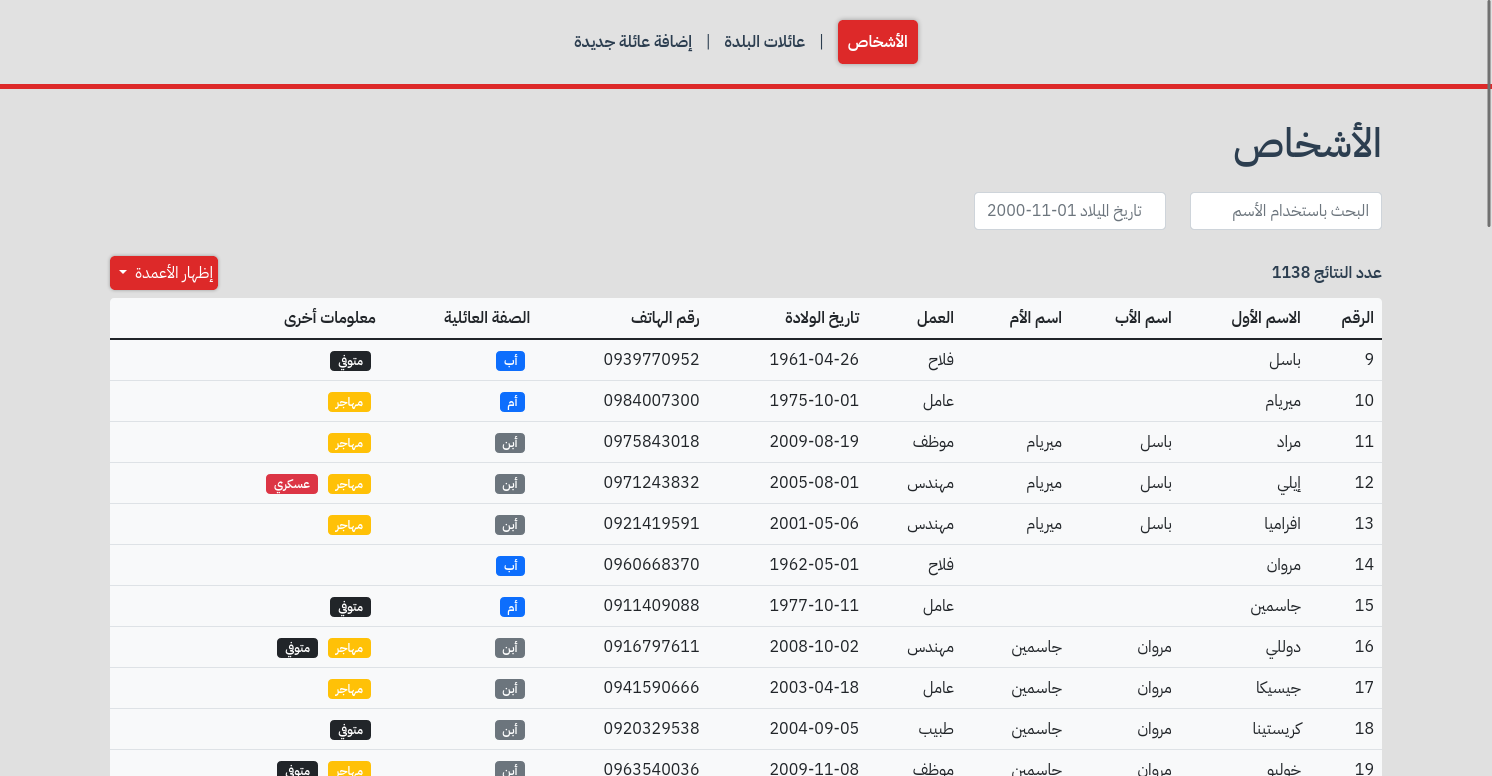 الأشخاص | عائلات البلدة | إضافة عائلة جديدة
الأشخاص
البحث باستخدام الأسم تاريخ الميلاد 01-11-2000
عدد النتائج 1138 إظهار الأعمدة
الرقم الاسم الأول اسم الأب اسم الأم العمل تاريخ الولادة رقم الهاتف الصفة العائلية معلومات أخرى
9 باسل فلاح 1961-04-26 0939770952 أب متوفي
10 ميريام عامل 1975-10-01 0984007300 أم مهاجر
11 مراد باسل ميريام موظف 2009-08-19 0975843018 أبن مهاجر
12 إيلي باسل ميريام مهندس 2005-08-01 0971243832 أبن مهاجر عسكري
13 افراميا باسل ميريام مهندس 2001-05-06 0921419591 أبن مهاجر
14 مروان فلاح 1962-05-01 0960668370 أب
15 جاسمين عامل 1977-10-11 0911409088 أم متوفي
16 دوللي مروان جاسمين مهندس 2008-10-02 0916797611 أبن مهاجر متوفي
17 جيسيكا مروان جاسمين عامل 2003-04-18 0941590666 أبن مهاجر
18 كريستينا مروان جاسمين طبيب 2004-09-05 0920329538 أبن متوفي
19 خوليو مروان جاسمين موظف 2009-11-08 0963540036 أبن مهاجر متوفي